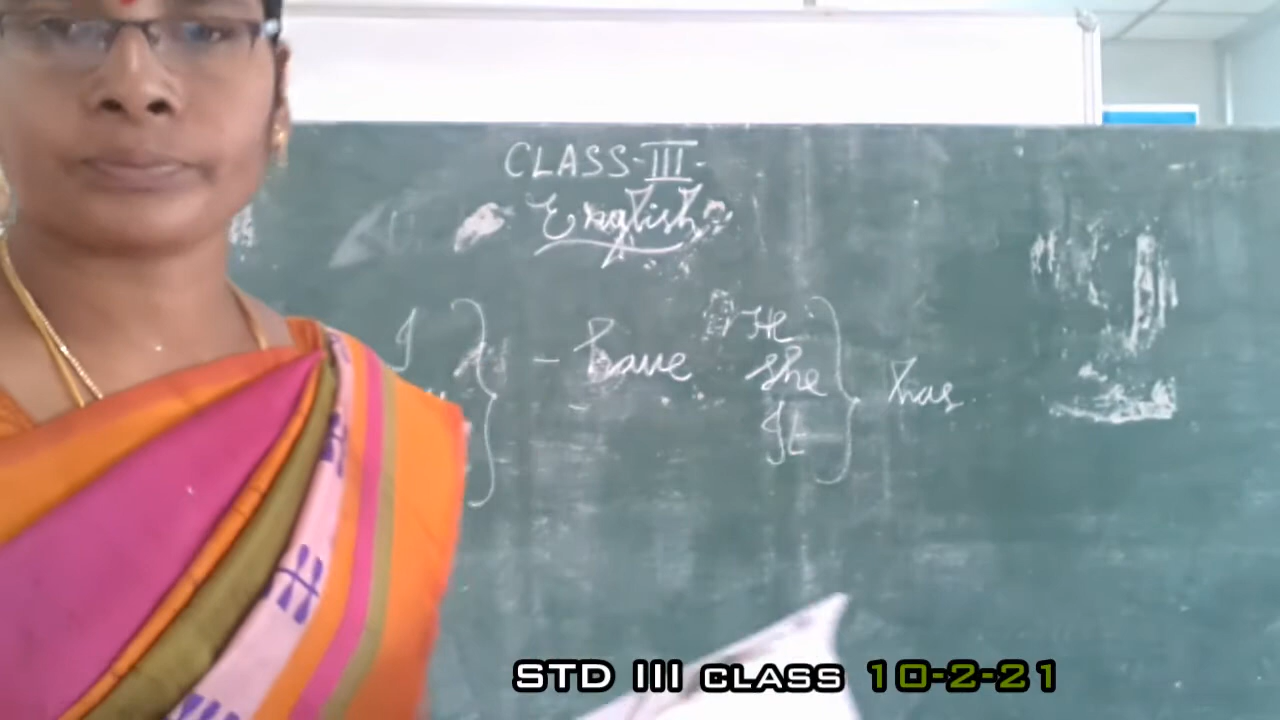 CLASS-III-
English
I } - have He
She
It } has.
STD III CLASS 10-2-21